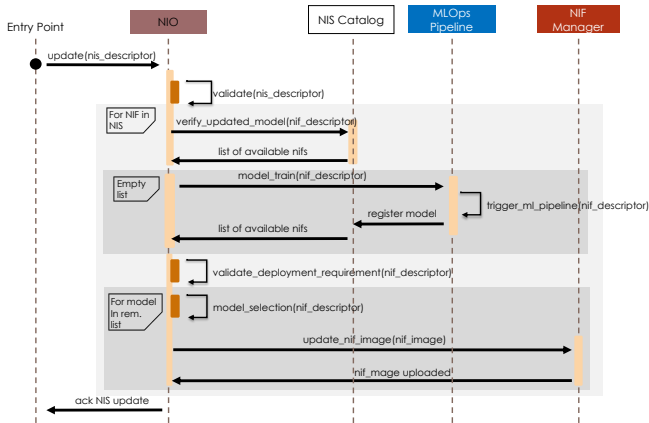 Entry Point
NIO
NIS Catalog
MLOps
Pipeline
NIF
Manager
update(nis_descriptor)
validate(nis_descriptor)
For NIF in
NIS
verify_updated_model(nif_descriptor)
list of available nifs
Empty
list
model_train(nif_descriptor)
trigger_ml_pipeline(nif_descriptor)
register model
list of available nifs
validate_deployment_requirement(nif_descriptor)
For model
In rem.
list
model_selection(nif_descriptor)
update_nif_image(nif_image)
nif_mage uploaded
ack NIS update